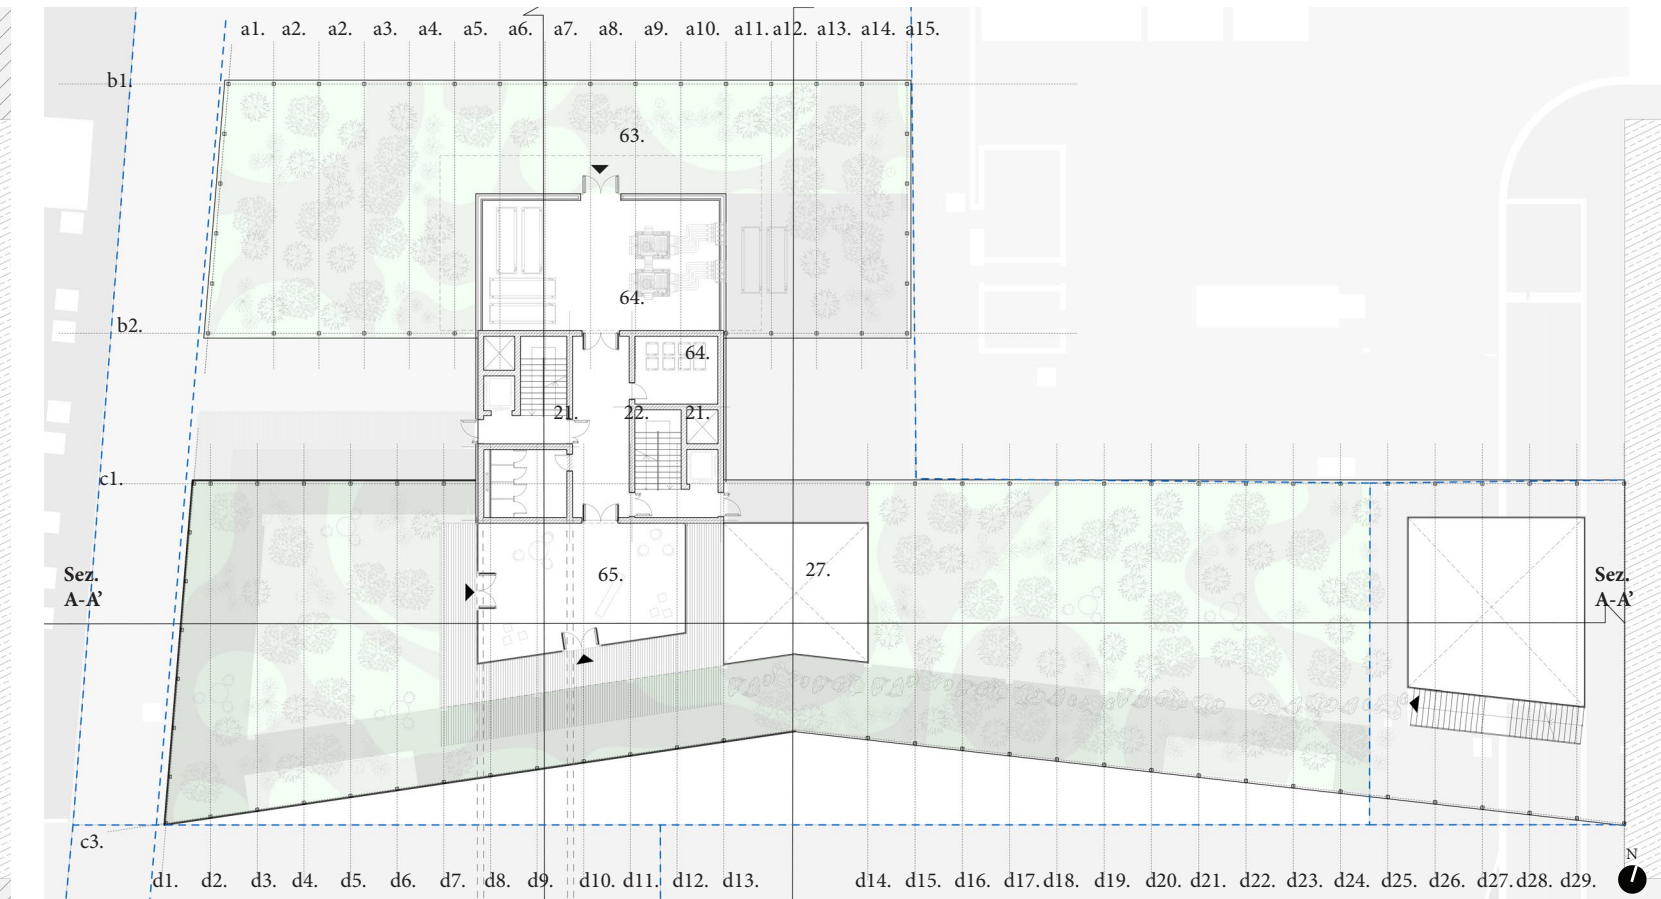 a1. a2. a2. a3. a4. a5. a6. a7. a8. a9. a10. a11. a12. a13. a14. a15.
b1.
63.
64.
b2.
64.
21. 22. 21.
c1.
65.
27.
Sez.
A-A’
Sez.
A-A’
c3.
N
d1. d2. d3. d4. d5. d6. d7. d8. d9. d10. d11. d12. d13. d14. d15. d16. d17. d18. d19. d20. d21. d22. d23. d24. d25. d26. d27. d28. d29.